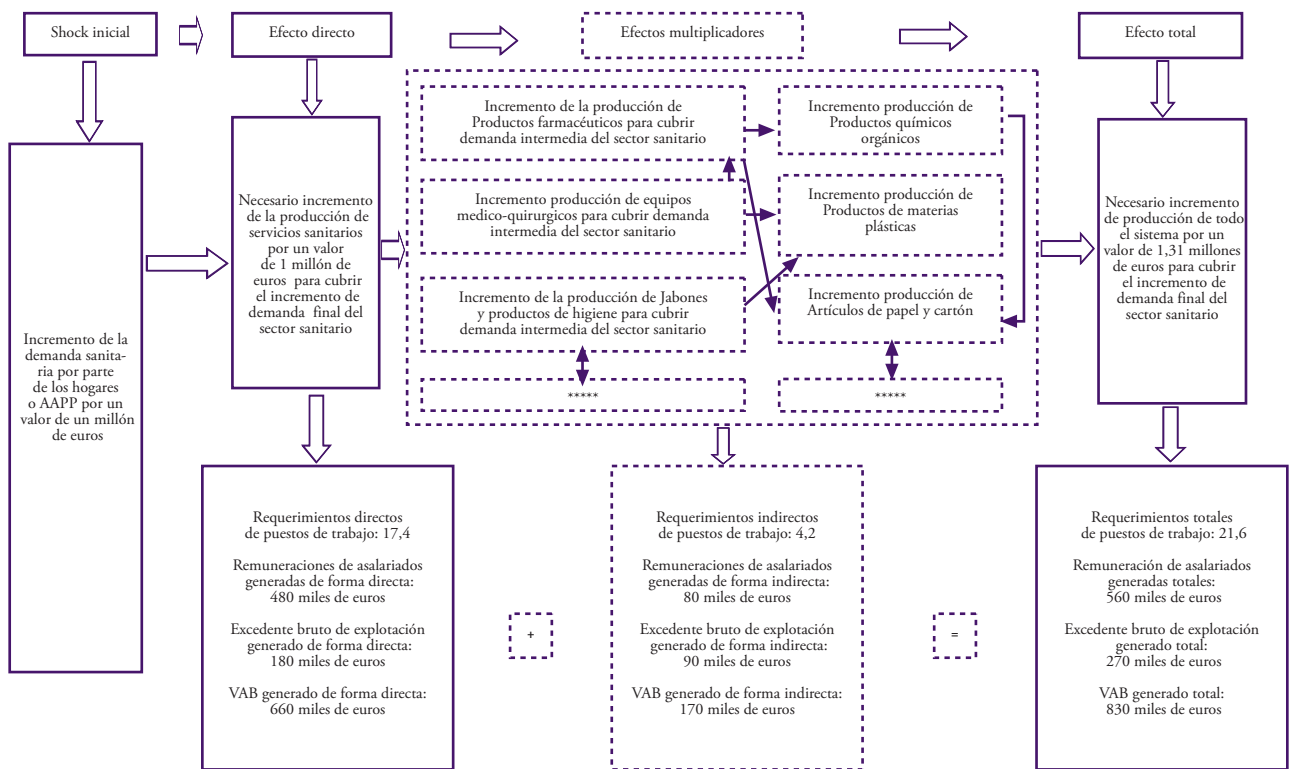 Shock inicial
Efecto directo
Efectos multiplicadores
Efecto total
Incremento de la
demanda sanita-
ria por parte
de los hogares
o AAPP por un
valor de un millón
de euros
Necesario incremento
de la producción de
servicios sanitarios
por un valor
de 1 millón de
euros para cubrir
el incremento de
demanda final del
sector sanitario
Incremento de la producción de
Productos farmacéuticos para cubrir
demanda intermedia del sector sanitario
Incremento producción de equipos
medico-quirurgicos para cubrir demanda
intermedia del sector sanitario
Incremento de la producción de Jabones
y productos de higiene para cubrir
demanda intermedia del sector sanitario
*****
Incremento producción de
Productos químicos
orgánicos
Incremento producción de
Productos de materias
plásticas
Incremento producción de
Artículos de papel y cartón
*****
Necesario incremento
de producción de todo
el sistema por un
valor de 1,31 millones
de euros para cubrir
el incremento de
demanda final del
sector sanitario
Requerimientos directos
de puestos de trabajo: 17,4
Remuneraciones de asalariados
generadas de forma directa:
480 miles de euros
Excedente bruto de explotación
generado de forma directa:
180 miles de euros
VAB generado de forma directa:
660 miles de euros
+
Requerimientos indirectos
de puestos de trabajo: 4,2
Remuneraciones de asalariados
generadas de forma indirecta:
80 miles de euros
Excedente bruto de explotación
generado de forma indirecta:
90 miles de euros
VAB generado de forma indirecta:
170 miles de euros
=
Requerimientos totales
de puestos de trabajo: 21,6
Remuneración de asalariados
generadas totales:
560 miles de euros
Excedente bruto de explotación
generado total:
270 miles de euros
VAB generado total:
830 miles de euros